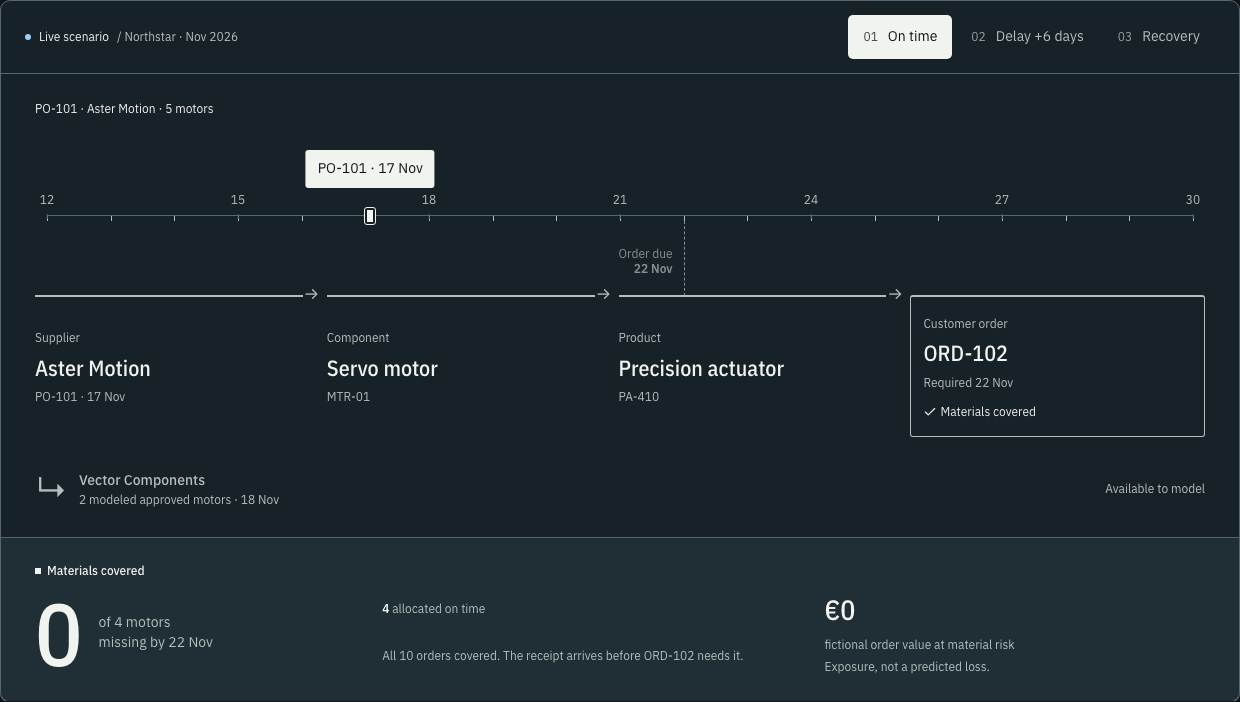 Live scenario / Northstar · Nov 2026
01 On time 02 Delay +6 days 03 Recovery
PO-101 · Aster Motion · 5 motors
PO-101 · 17 Nov
12 15 18 21 24 27 30
Order due
22 Nov
Supplier
Aster Motion
PO-101 · 17 Nov
Component
Servo motor
MTR-01
Product
Precision actuator
PA-410
Customer order
ORD-102
Required 22 Nov
Materials covered
Vector Components
2 modeled approved motors · 18 Nov
Available to model
Materials covered
0
of 4 motors
missing by 22 Nov
4 allocated on time
All 10 orders covered. The receipt arrives before ORD-102 needs it.
€0
fictional order value at material risk
Exposure, not a predicted loss.